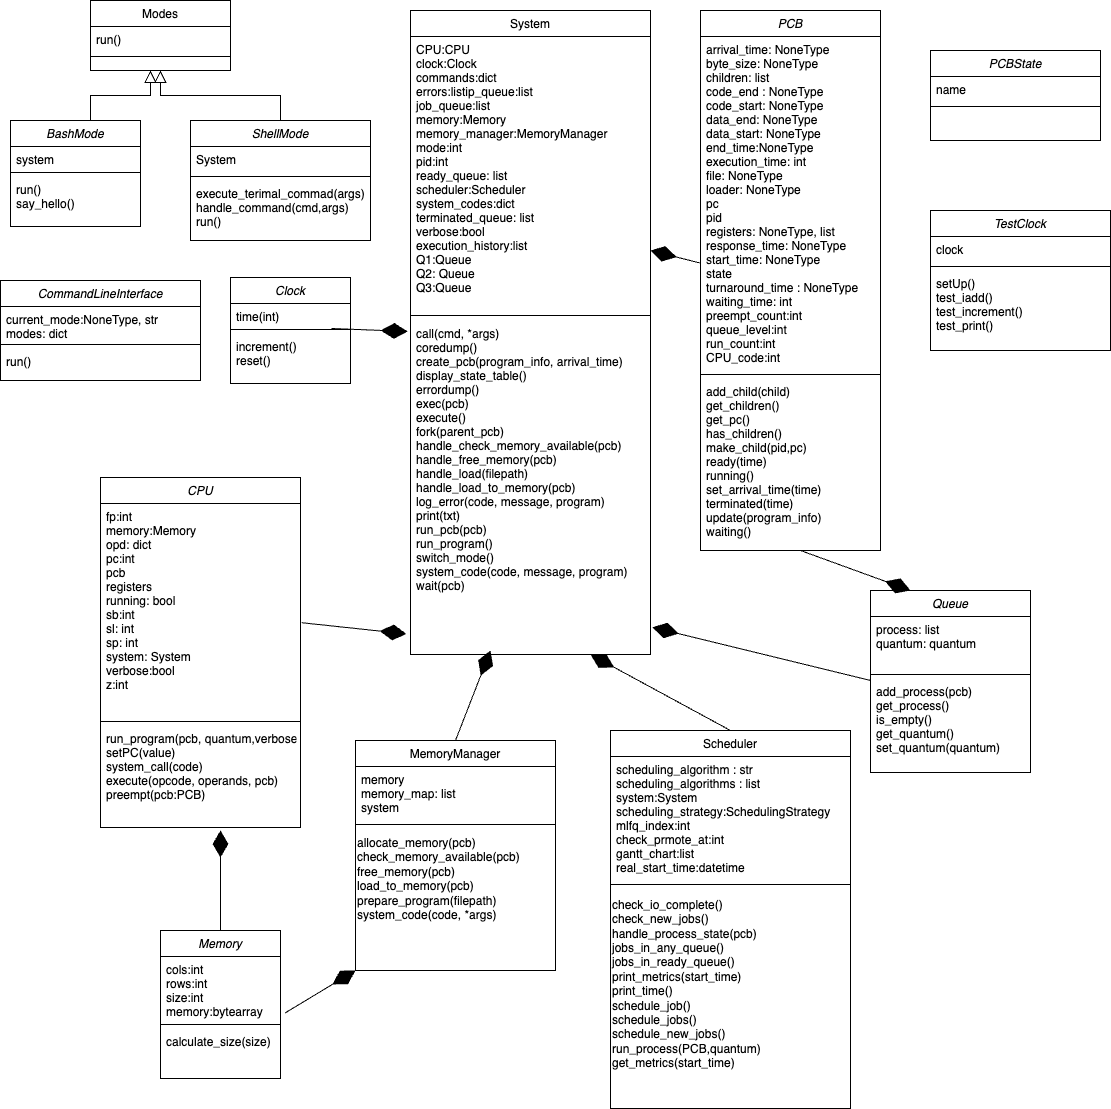 Modes
run()
BashMode
system
run()
say_hello()
ShellMode
System
execute_terimal_commad(args)
handle_command(cmd,args)
run()
CommandLineInterface
current_mode:NoneType, str
modes: dict
run()
Clock
time(int)
increment()
reset()
System
CPU:CPU
clock:Clock
commands:dict
errors:listip_queue:list
job_queue:list
memory:Memory
memory_manager:MemoryManager
mode:int
pid:int
ready_queue: list
scheduler:Scheduler
system_codes:dict
terminated_queue: list
verbose:bool
execution_history:list
Q1:Queue
Q2: Queue
Q3:Queue
call(cmd, *args)
coredump()
create_pcb(program_info, arrival_time)
display_state_table()
errordump()
exec(pcb)
execute()
fork(parent_pcb)
handle_check_memory_available(pcb)
handle_free_memory(pcb)
handle_load(filepath)
handle_load_to_memory(pcb)
log_error(code, message, program)
print(txt)
run_pcb(pcb)
run_program()
switch_mode()
system_code(code, message, program)
wait(pcb)
PCB
arrival_time: NoneType
byte_size: NoneType
children: list
code_end : NoneType
code_start: NoneType
data_end: NoneType
data_start: NoneType
end_time:NoneType
execution_time: int
file: NoneType
loader: NoneType
pc
pid
registers: NoneType, list
response_time: NoneType
start_time: NoneType
state
turnaround_time : NoneType
waiting_time: int
preempt_count:int
queue_level:int
run_count:int
CPU_code:int
add_child(child)
get_children()
get_pc()
has_children()
make_child(pid,pc)
ready(time)
running()
set_arrival_time(time)
terminated(time)
update(program_info)
waiting()
PCBState
name
TestClock
clock
setUp()
test_iadd()
test_increment()
test_print()
CPU
fp:int
memory:Memory
opd: dict
pc:int
pcb
registers
running: bool
sb:int
sl: int
sp: int
system: System
verbose:bool
z:int
run_program(pcb, quantum,verbose
setPC(value)
system_call(code)
execute(opcode, operands, pcb)
preempt(pcb:PCB)
Queue
process: list
quantum: quantum
add_process(pcb)
get_process()
is_empty()
get_quantum()
set_quantum(quantum)
MemoryManager
memory
memory_map: list
system
allocate_memory(pcb)
check_memory_available(pcb)
free_memory(pcb)
load_to_memory(pcb)
prepare_program(filepath)
system_code(code, *args)
Scheduler
scheduling_algorithm : str
scheduling_algorithms : list
system:System
scheduling_strategy:SchedulingStrategy
mlfq_index:int
check_prmote_at:int
gantt_chart:list
real_start_time:datetime
check_io_complete()
check_new_jobs()
handle_process_state(pcb)
jobs_in_any_queue()
jobs_in_ready_queue()
print_metrics(start_time)
print_time()
schedule_job()
schedule_jobs()
schedule_new_jobs()
run_process(PCB,quantum)
get_metrics(start_time)
Memory
cols:int
rows:int
size:int
memory:bytearray
calculate_size(size)